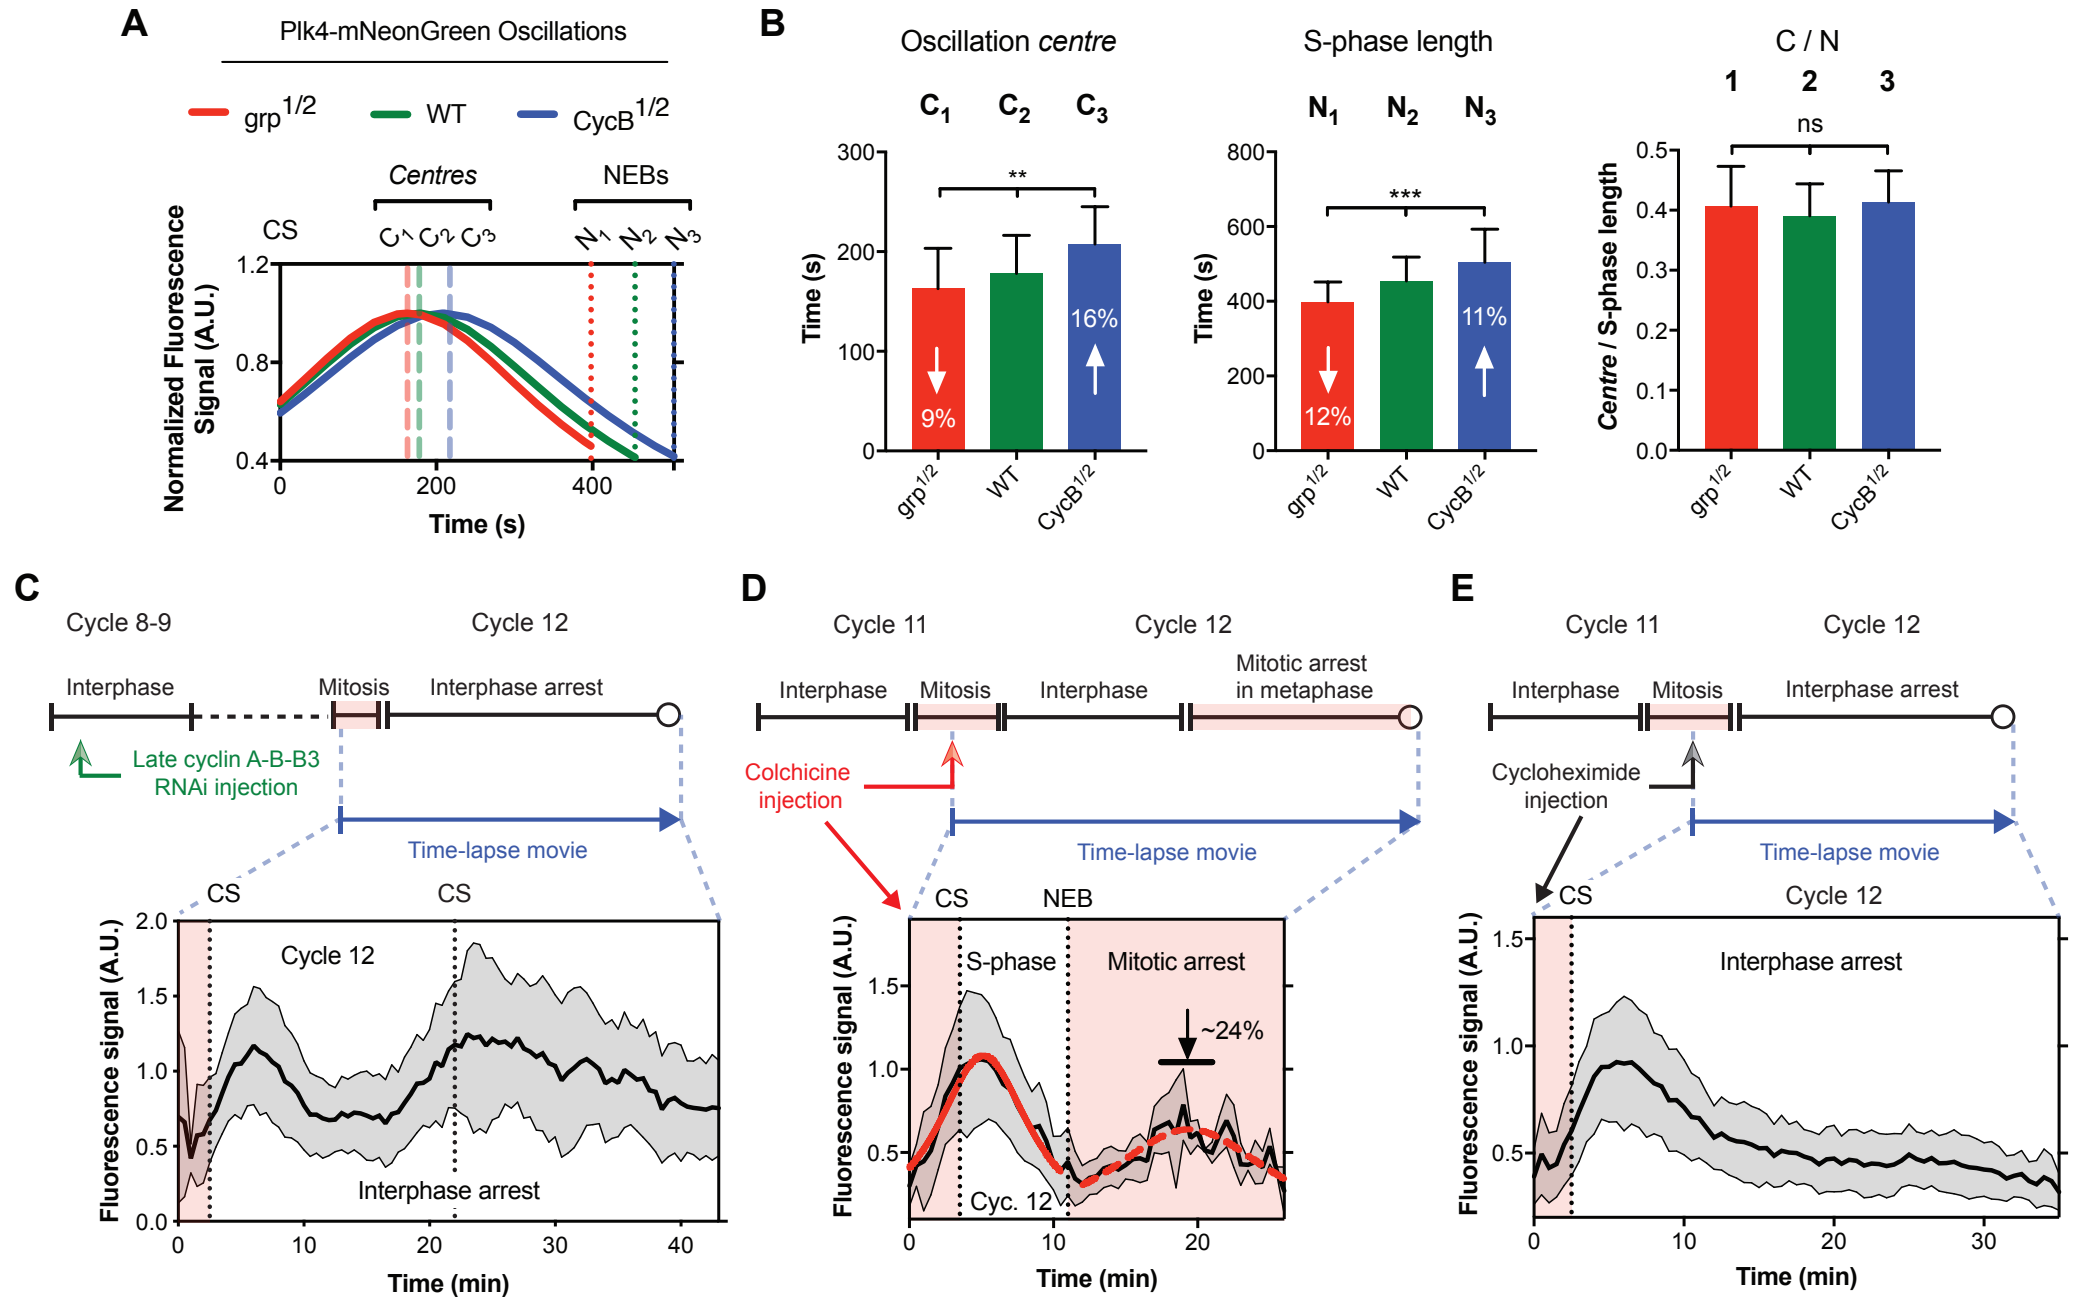 A
Plk4-mNeonGreen Oscillations
grp1/2
WT
CycB1/2
Centres
NEBs
CS
C1 C2 C3
N1 N2 N3
Normalized Fluorescence
Signal (A.U.)
1.2
0.8
0.4
0 200 400
Time (s)
B
Oscillation centre
C1 C2 C3
**
Time (s)
300
200
100
0
9%
16%
grp1/2 WT CycB1/2
S-phase length
N1 N2 N3
***
Time (s)
800
600
400
200
0
12%
11%
grp1/2 WT CycB1/2
C / N
1 2 3
ns
Centre / S-phase length
0.5
0.4
0.3
0.2
0.1
0.0
grp1/2 WT CycB1/2
C
Cycle 8-9 Cycle 12
Interphase Mitosis Interphase arrest
Late cyclin A-B-B3
RNAi injection
Time-lapse movie
CS CS
Fluorescence signal (A.U.)
2.0
1.5
1.0
0.5
0.0
Cycle 12
Interphase arrest
0 10 20 30 40
Time (min)
D
Cycle 11 Cycle 12
Interphase Mitosis Interphase
Mitotic arrest
in metaphase
Colchicine
injection
Time-lapse movie
CS NEB
Fluorescence signal (A.U.)
1.5
1.0
0.5
S-phase
Mitotic arrest
~24%
Cyc. 12
0 10 20
Time (min)
E
Cycle 11 Cycle 12
Interphase Mitosis Interphase arrest
Cycloheximide
injection
Time-lapse movie
CS Cycle 12
Fluorescence signal (A.U.)
1.5
1.0
0.5
Interphase arrest
0 10 20 30
Time (min)